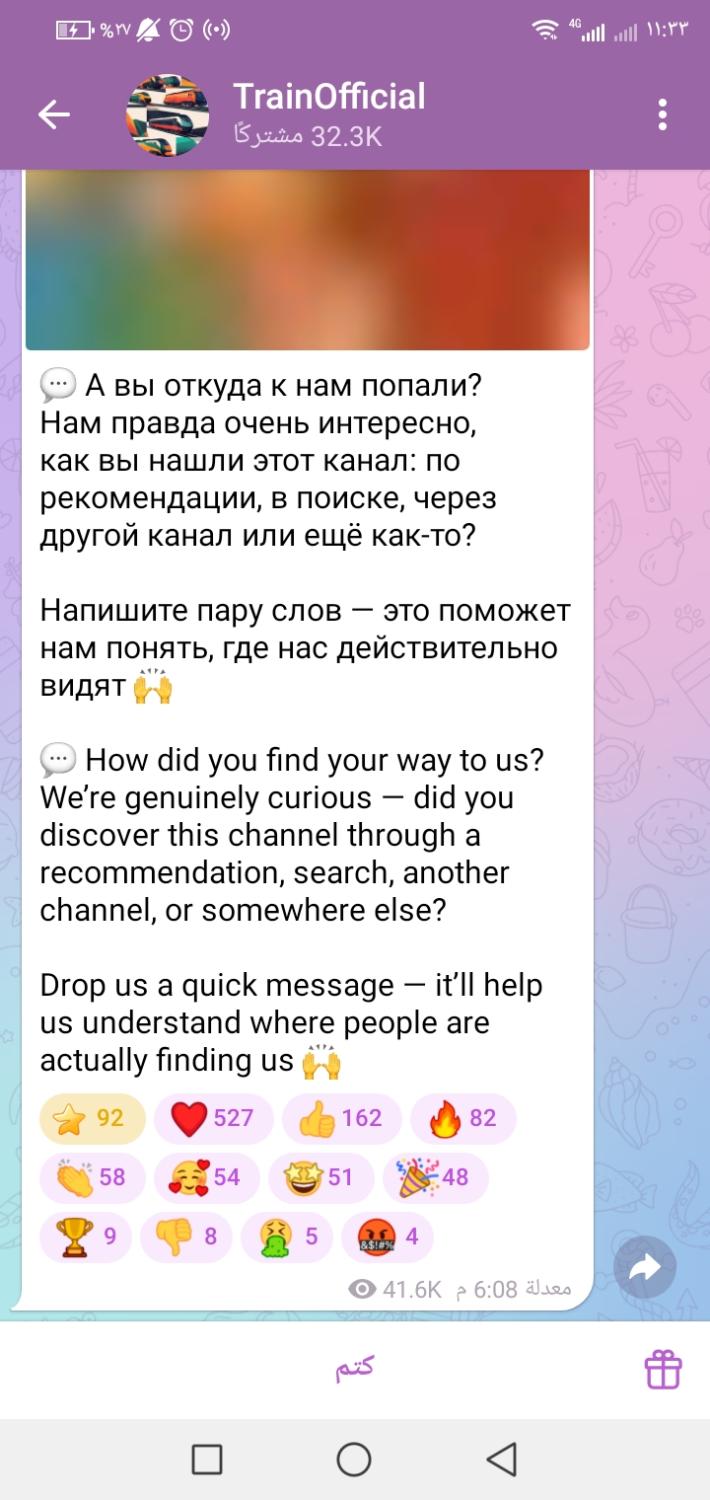 %٢٧ 4G ١١:٣٣
TrainOfficial
32.3K مشتركًا
💬 А вы откуда к нам попали?
Нам правда очень интересно,
как вы нашли этот канал: по
рекомендации, в поиске, через
другой канал или ещё как-то?
Напишите пару слов — это поможет
нам понять, где нас действительно
видят 🙌
💬 How did you find your way to us?
We’re genuinely curious — did you
discover this channel through a
recommendation, search, another
channel, or somewhere else?
Drop us a quick message — it’ll help
us understand where people are
actually finding us 🙌
⭐ 92 ❤️ 527 👍 162 🔥 82
👏 58 🥰 54 🤩 51 🎉 48
🏆 9 👎 8 🤮 5 🤬 4
41.6K معدلة 6:08 م
كتم